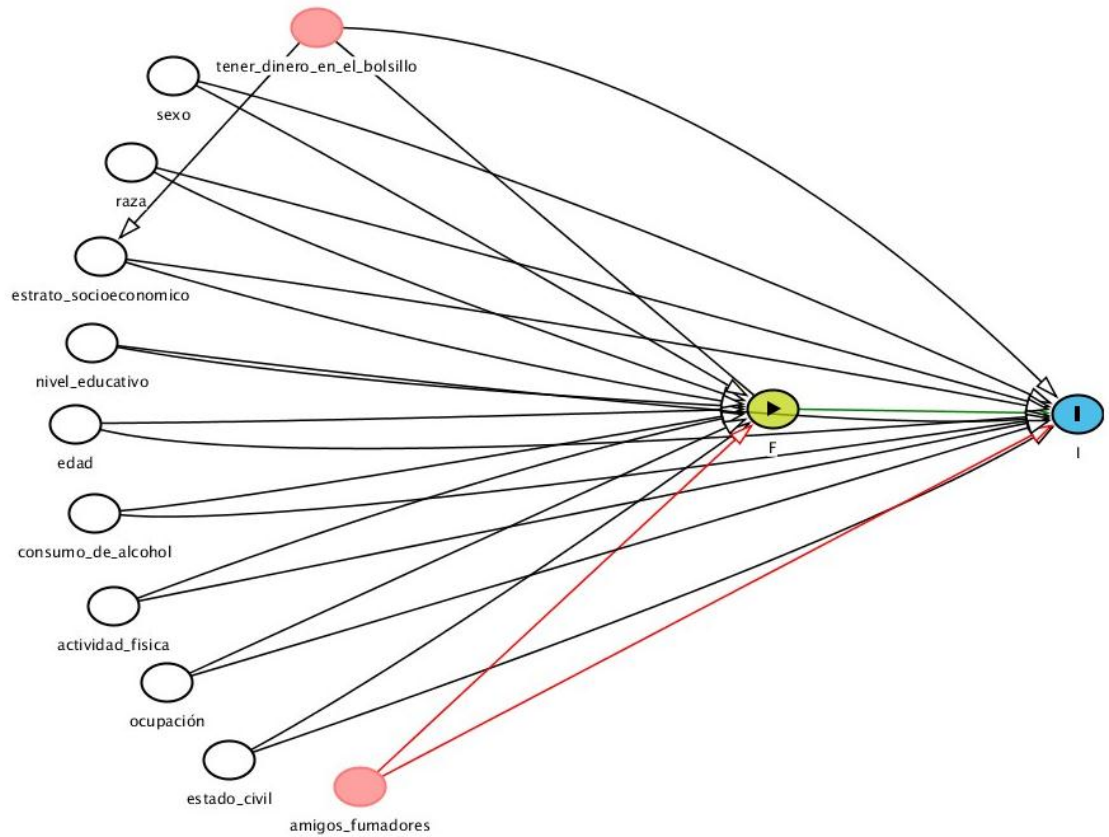 tener_dinero_en_el_bolsillo
sexo
raza
estrato_socioeconomico
nivel_educativo
edad
F
I
consumo_de_alcohol
actividad_fisica
ocupación
estado_civil
amigos_fumadores